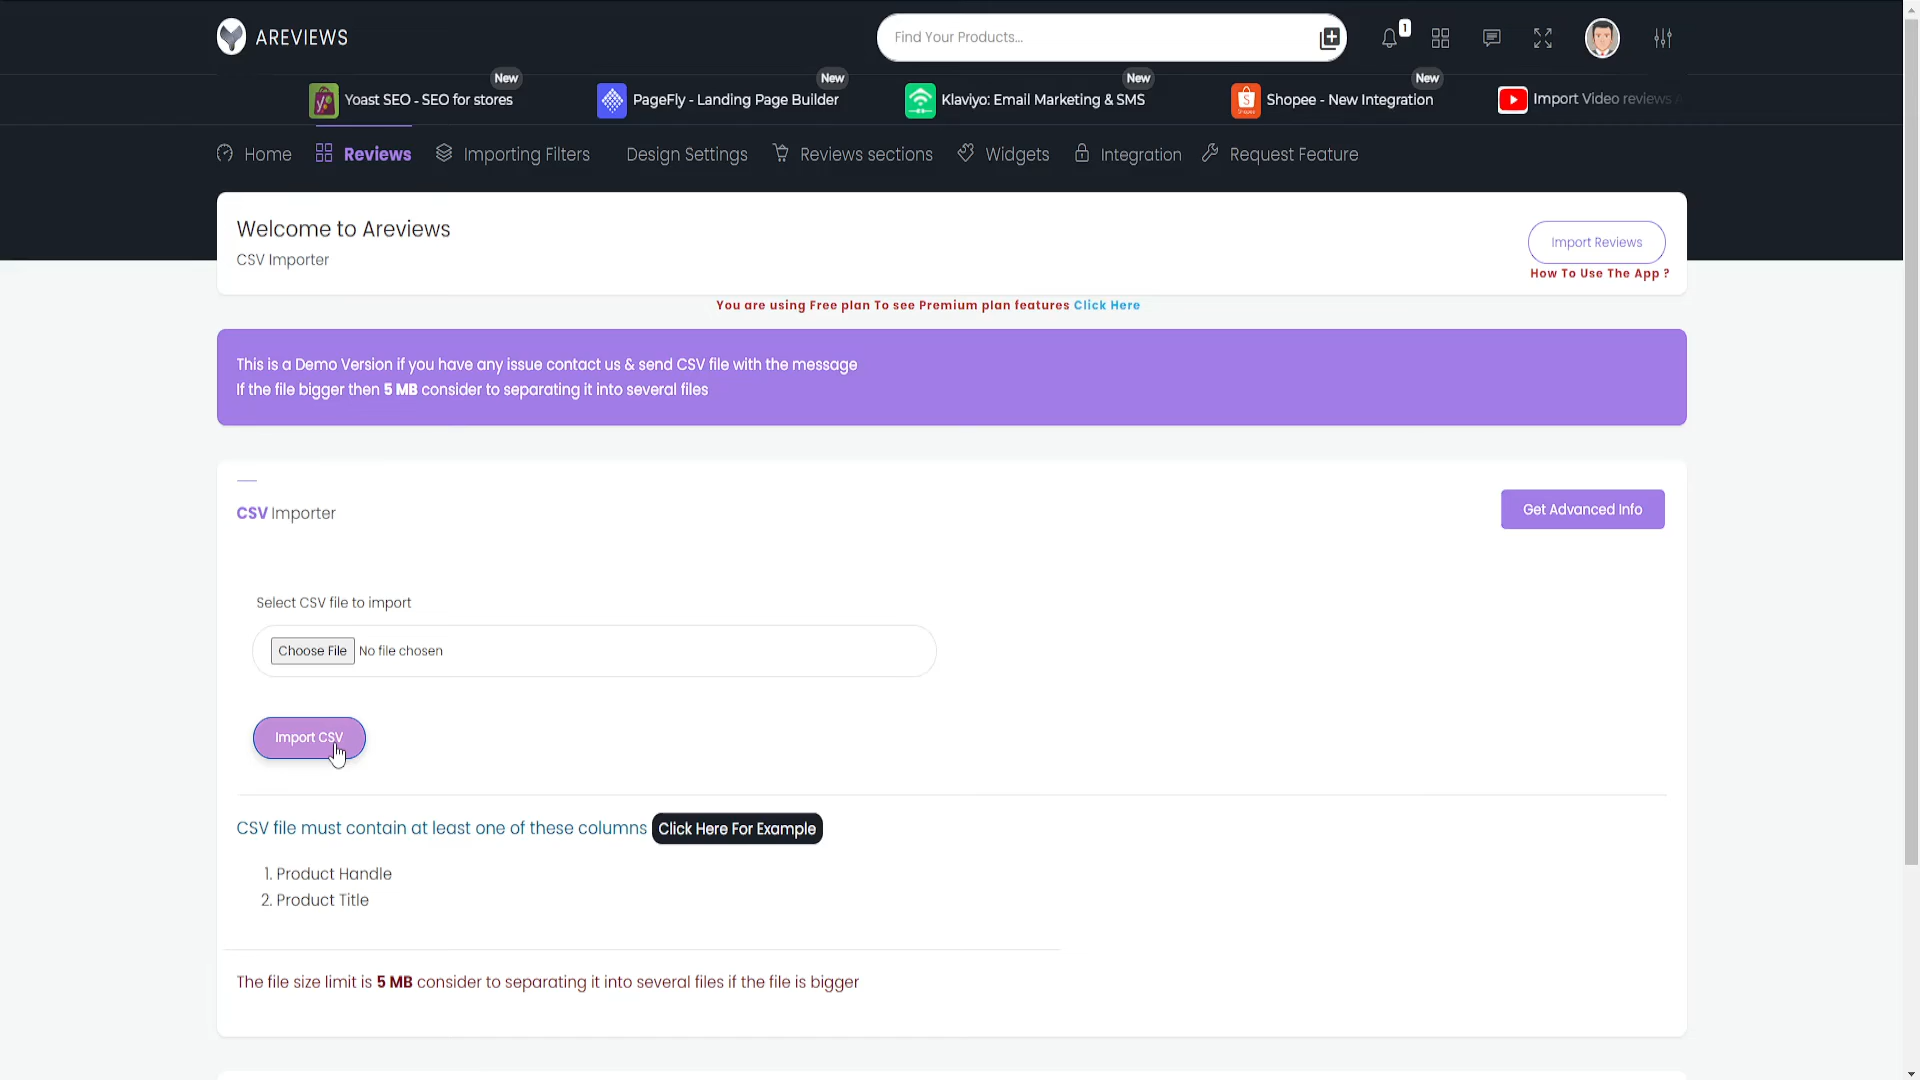 AREVIEWS
Find Your Products...
1
New
New
New
New
Yoast SEO - SEO for stores
PageFly - Landing Page Builder
Klaviyo: Email Marketing & SMS
Shopee - New Integration
Import Video reviews
Home
Reviews
Importing Filters
Design Settings
Reviews sections
Widgets
Integration
Request Feature
Welcome to Areviews
CSV Importer
Import Reviews
How To Use The App ?
You are using Free plan To see Premium plan features Click Here
This is a Demo Version if you have any issue contact us & send CSV file with the message
If the file bigger then 5 MB consider to separating it into several files
CSV Importer
Get Advanced Info
Select CSV file to import
Choose File No file chosen
Import CSV
CSV file must contain at least one of these columns Click Here For Example
1. Product Handle
2. Product Title
The file size limit is 5 MB consider to separating it into several files if the file is bigger